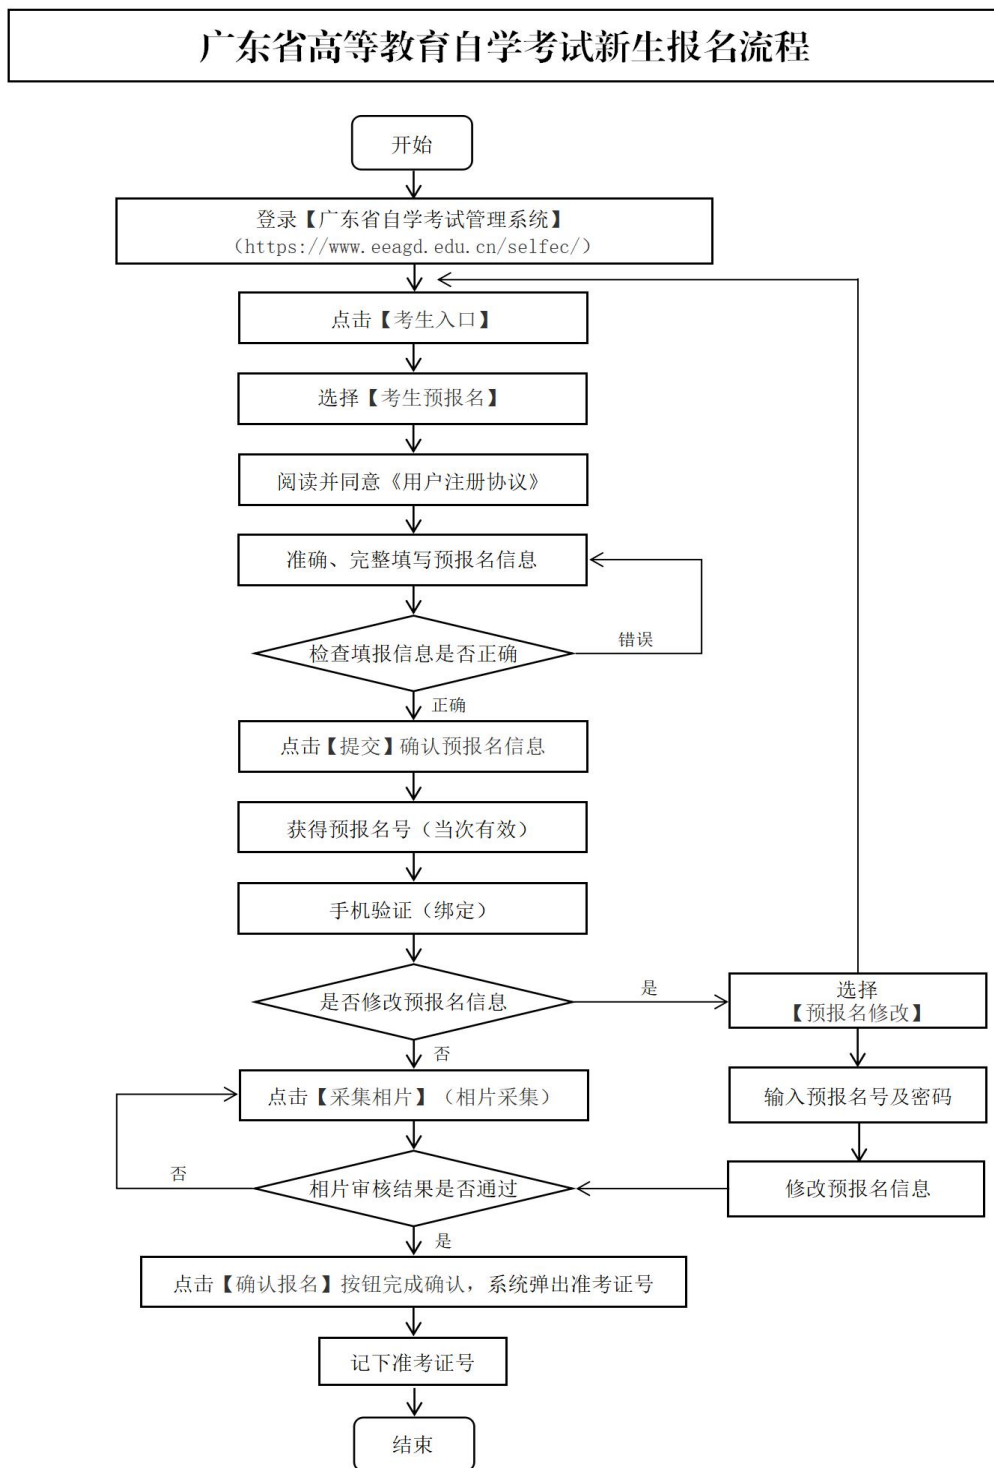 广东省高等教育自学考试新生报名流程
开始
登录【广东省自学考试管理系统】
（https://www.eeagd.edu.cn/selfec/）
点击【考生入口】
选择【考生预报名】
阅读并同意《用户注册协议》
准确、完整填写预报名信息
检查填报信息是否正确
错误
正确
点击【提交】确认预报名信息
获得预报名号（当次有效）
手机验证（绑定）
是否修改预报名信息
是
选择
【预报名修改】
否
点击【采集相片】（相片采集）
输入预报名号及密码
否
相片审核结果是否通过
修改预报名信息
是
点击【确认报名】按钮完成确认，系统弹出准考证号
记下准考证号
结束